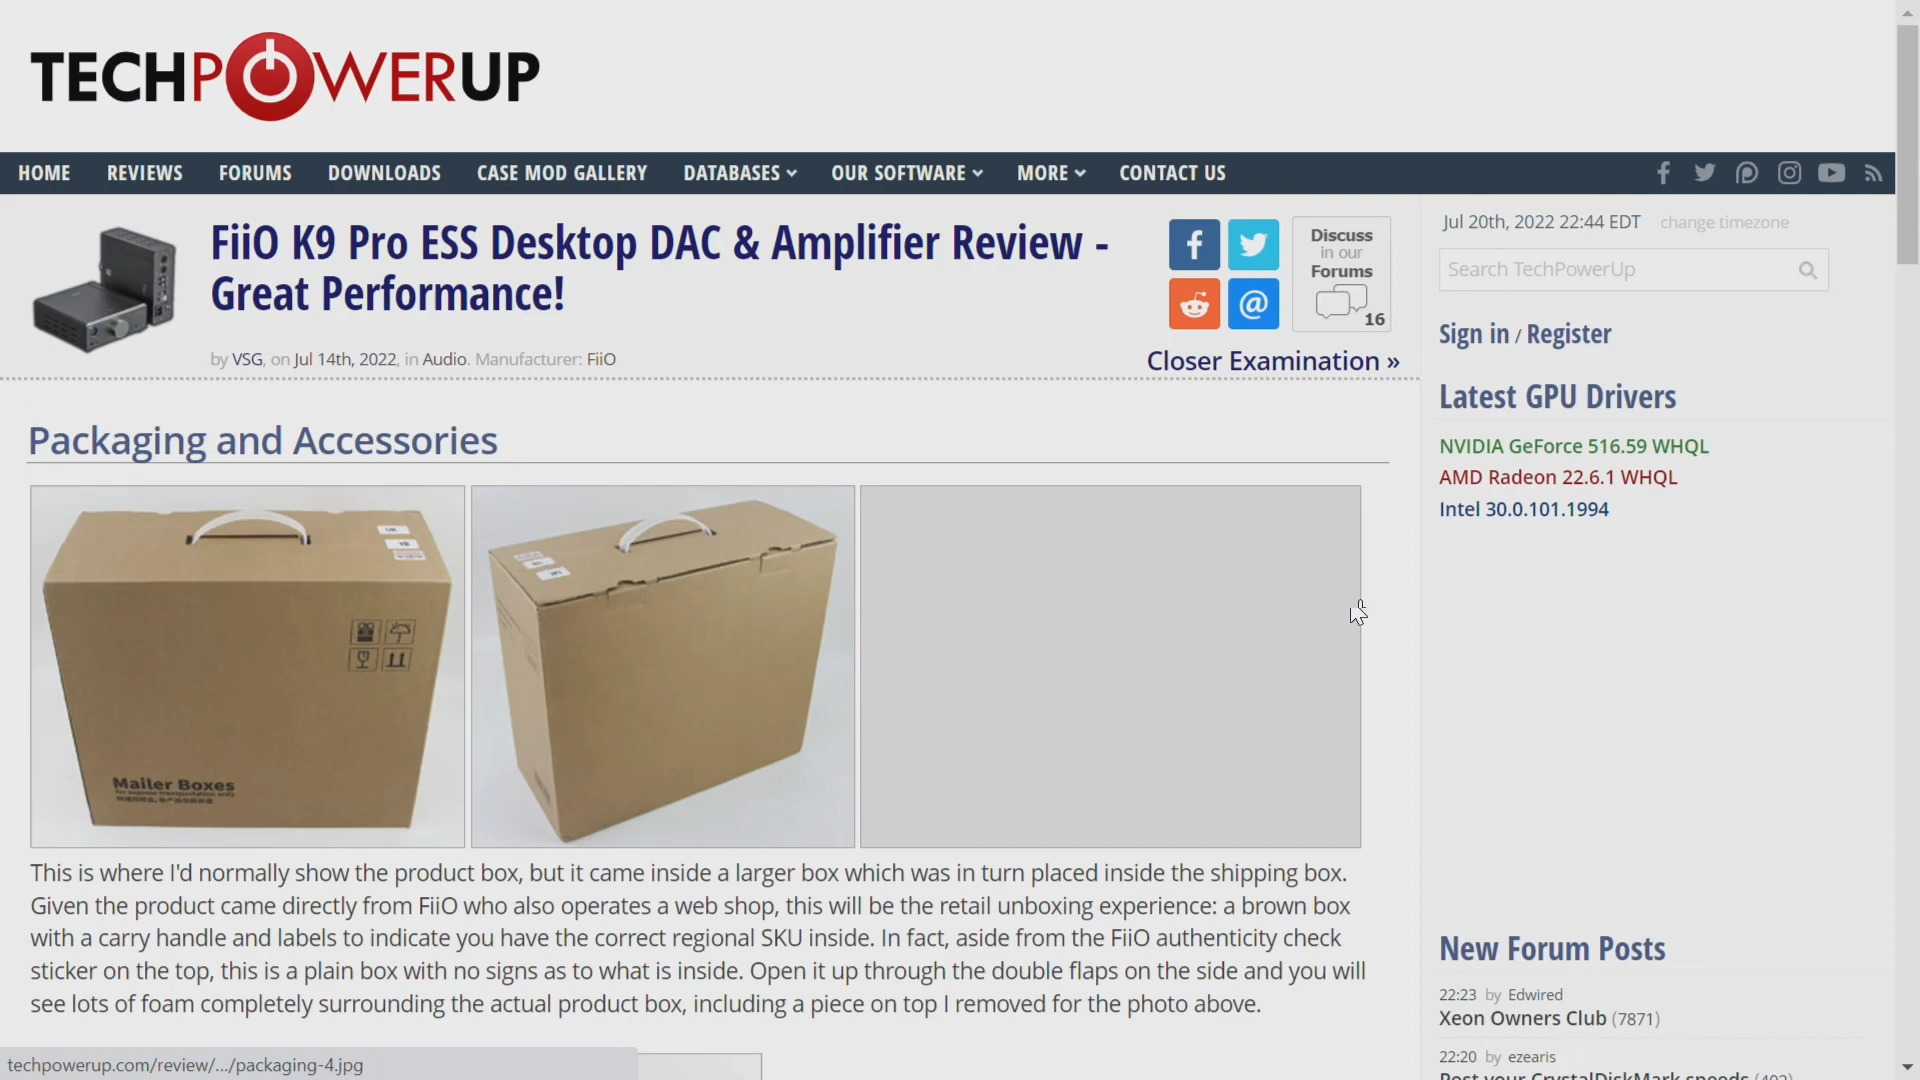 TECHPOWERUP
HOME
REVIEWS
FORUMS
DOWNLOADS
CASE MOD GALLERY
DATABASES
OUR SOFTWARE
MORE
CONTACT US
FiiO K9 Pro ESS Desktop DAC & Amplifier Review -
Great Performance!
by VSG, on Jul 14th, 2022, in Audio. Manufacturer: FiiO
Discuss
in our
Forums
16
Closer Examination »
Jul 20th, 2022 22:44 EDT change timezone
Search TechPowerUp
Sign in / Register
Latest GPU Drivers
NVIDIA GeForce 516.59 WHQL
AMD Radeon 22.6.1 WHQL
Intel 30.0.101.1994
Packaging and Accessories
Mailer Boxes
for express transportation only
This is where I'd normally show the product box, but it came inside a larger box which was in turn placed inside the shipping box.
Given the product came directly from FiiO who also operates a web shop, this will be the retail unboxing experience: a brown box
with a carry handle and labels to indicate you have the correct regional SKU inside. In fact, aside from the FiiO authenticity check
sticker on the top, this is a plain box with no signs as to what is inside. Open it up through the double flaps on the side and you will
see lots of foam completely surrounding the actual product box, including a piece on top I removed for the photo above.
New Forum Posts
22:23 by Edwired
Xeon Owners Club (7871)
22:20 by ezearis
Post your CrystalDiskMark speeds
techpowerup.com/review/.../packaging-4.jpg